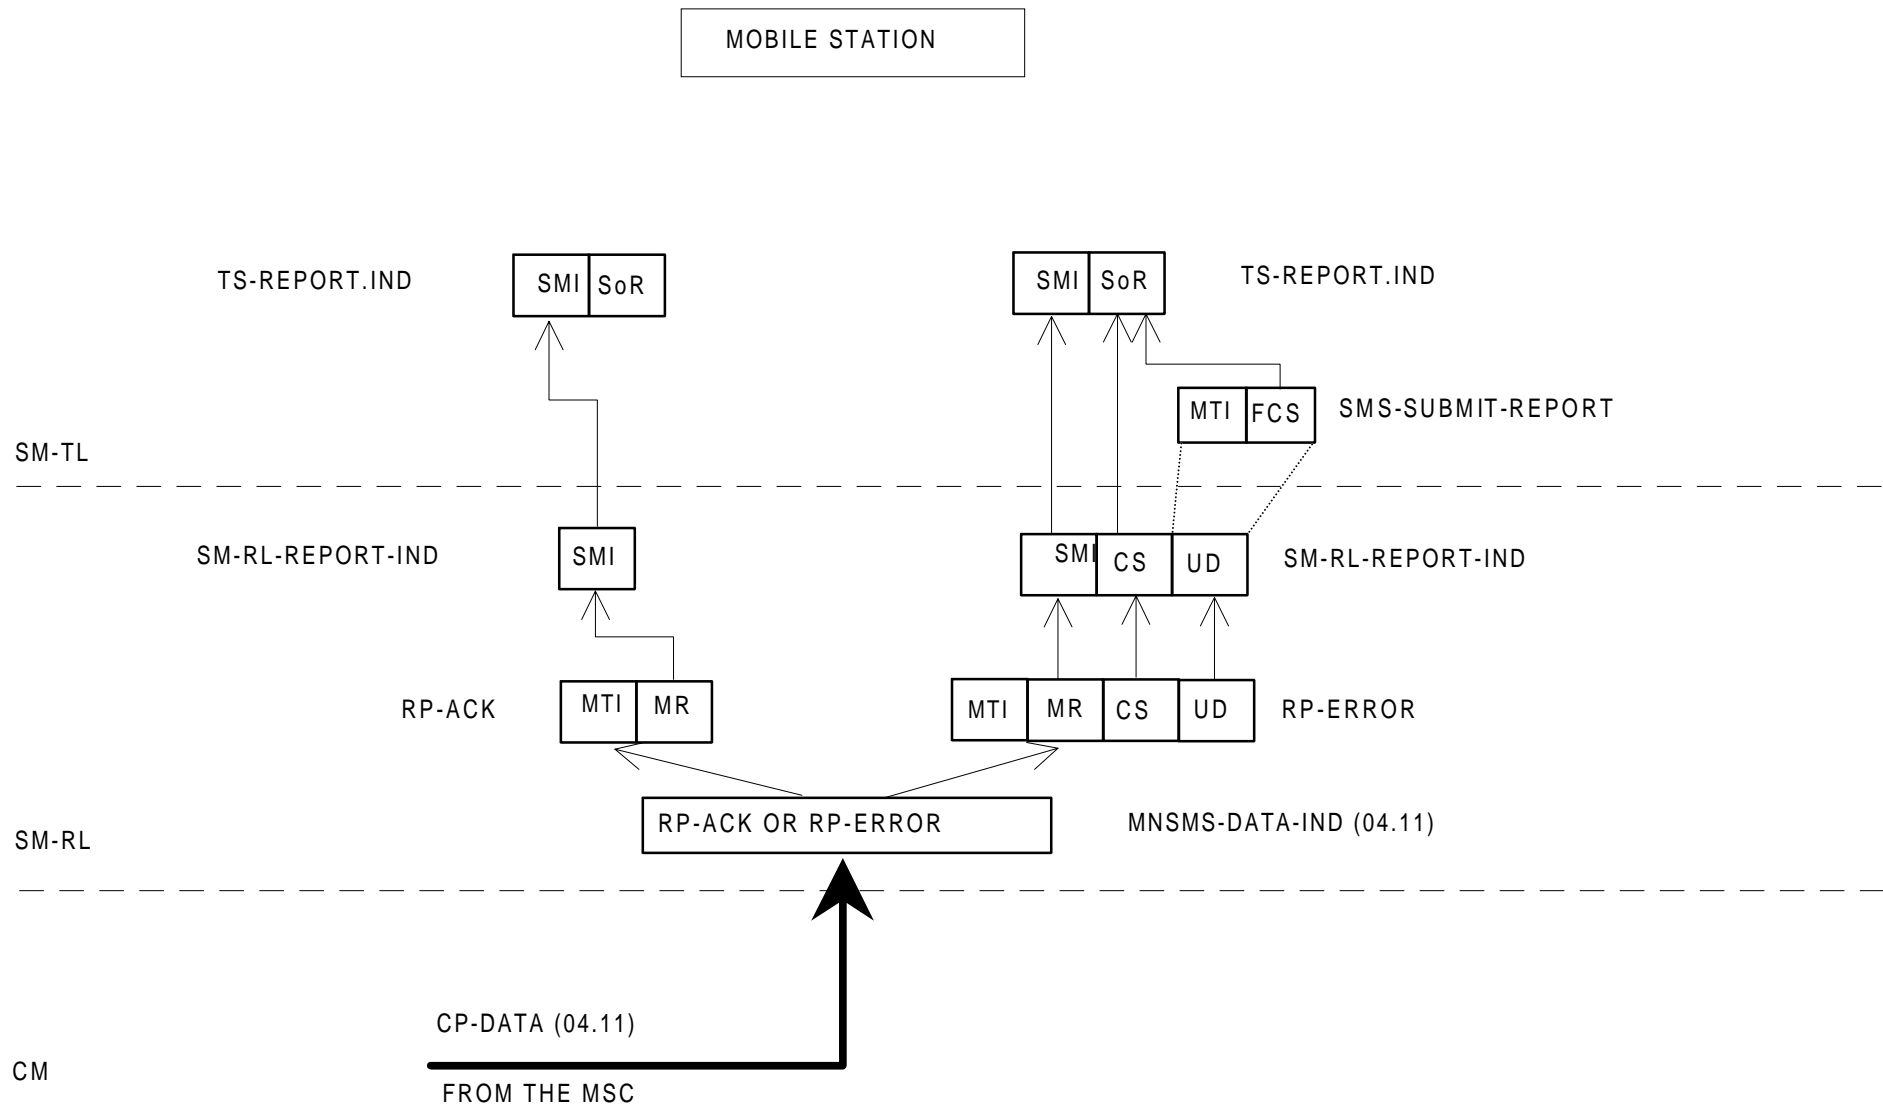 MOBILE STATION
TS-REPORT.IND
SMI
SoR
SMI
SoR
TS-REPORT.IND
MTI
FCS
SMS-SUBMIT-REPORT
SM-TL
SM-RL-REPORT-IND
SMI
SMI
CS
UD
SM-RL-REPORT-IND
RP-ACK
MTI
MR
MTI
MR
CS
UD
RP-ERROR
RP-ACK OR RP-ERROR
MNSMS-DATA-IND (04.11)
SM-RL
CP-DATA (04.11)
CM
FROM THE MSC